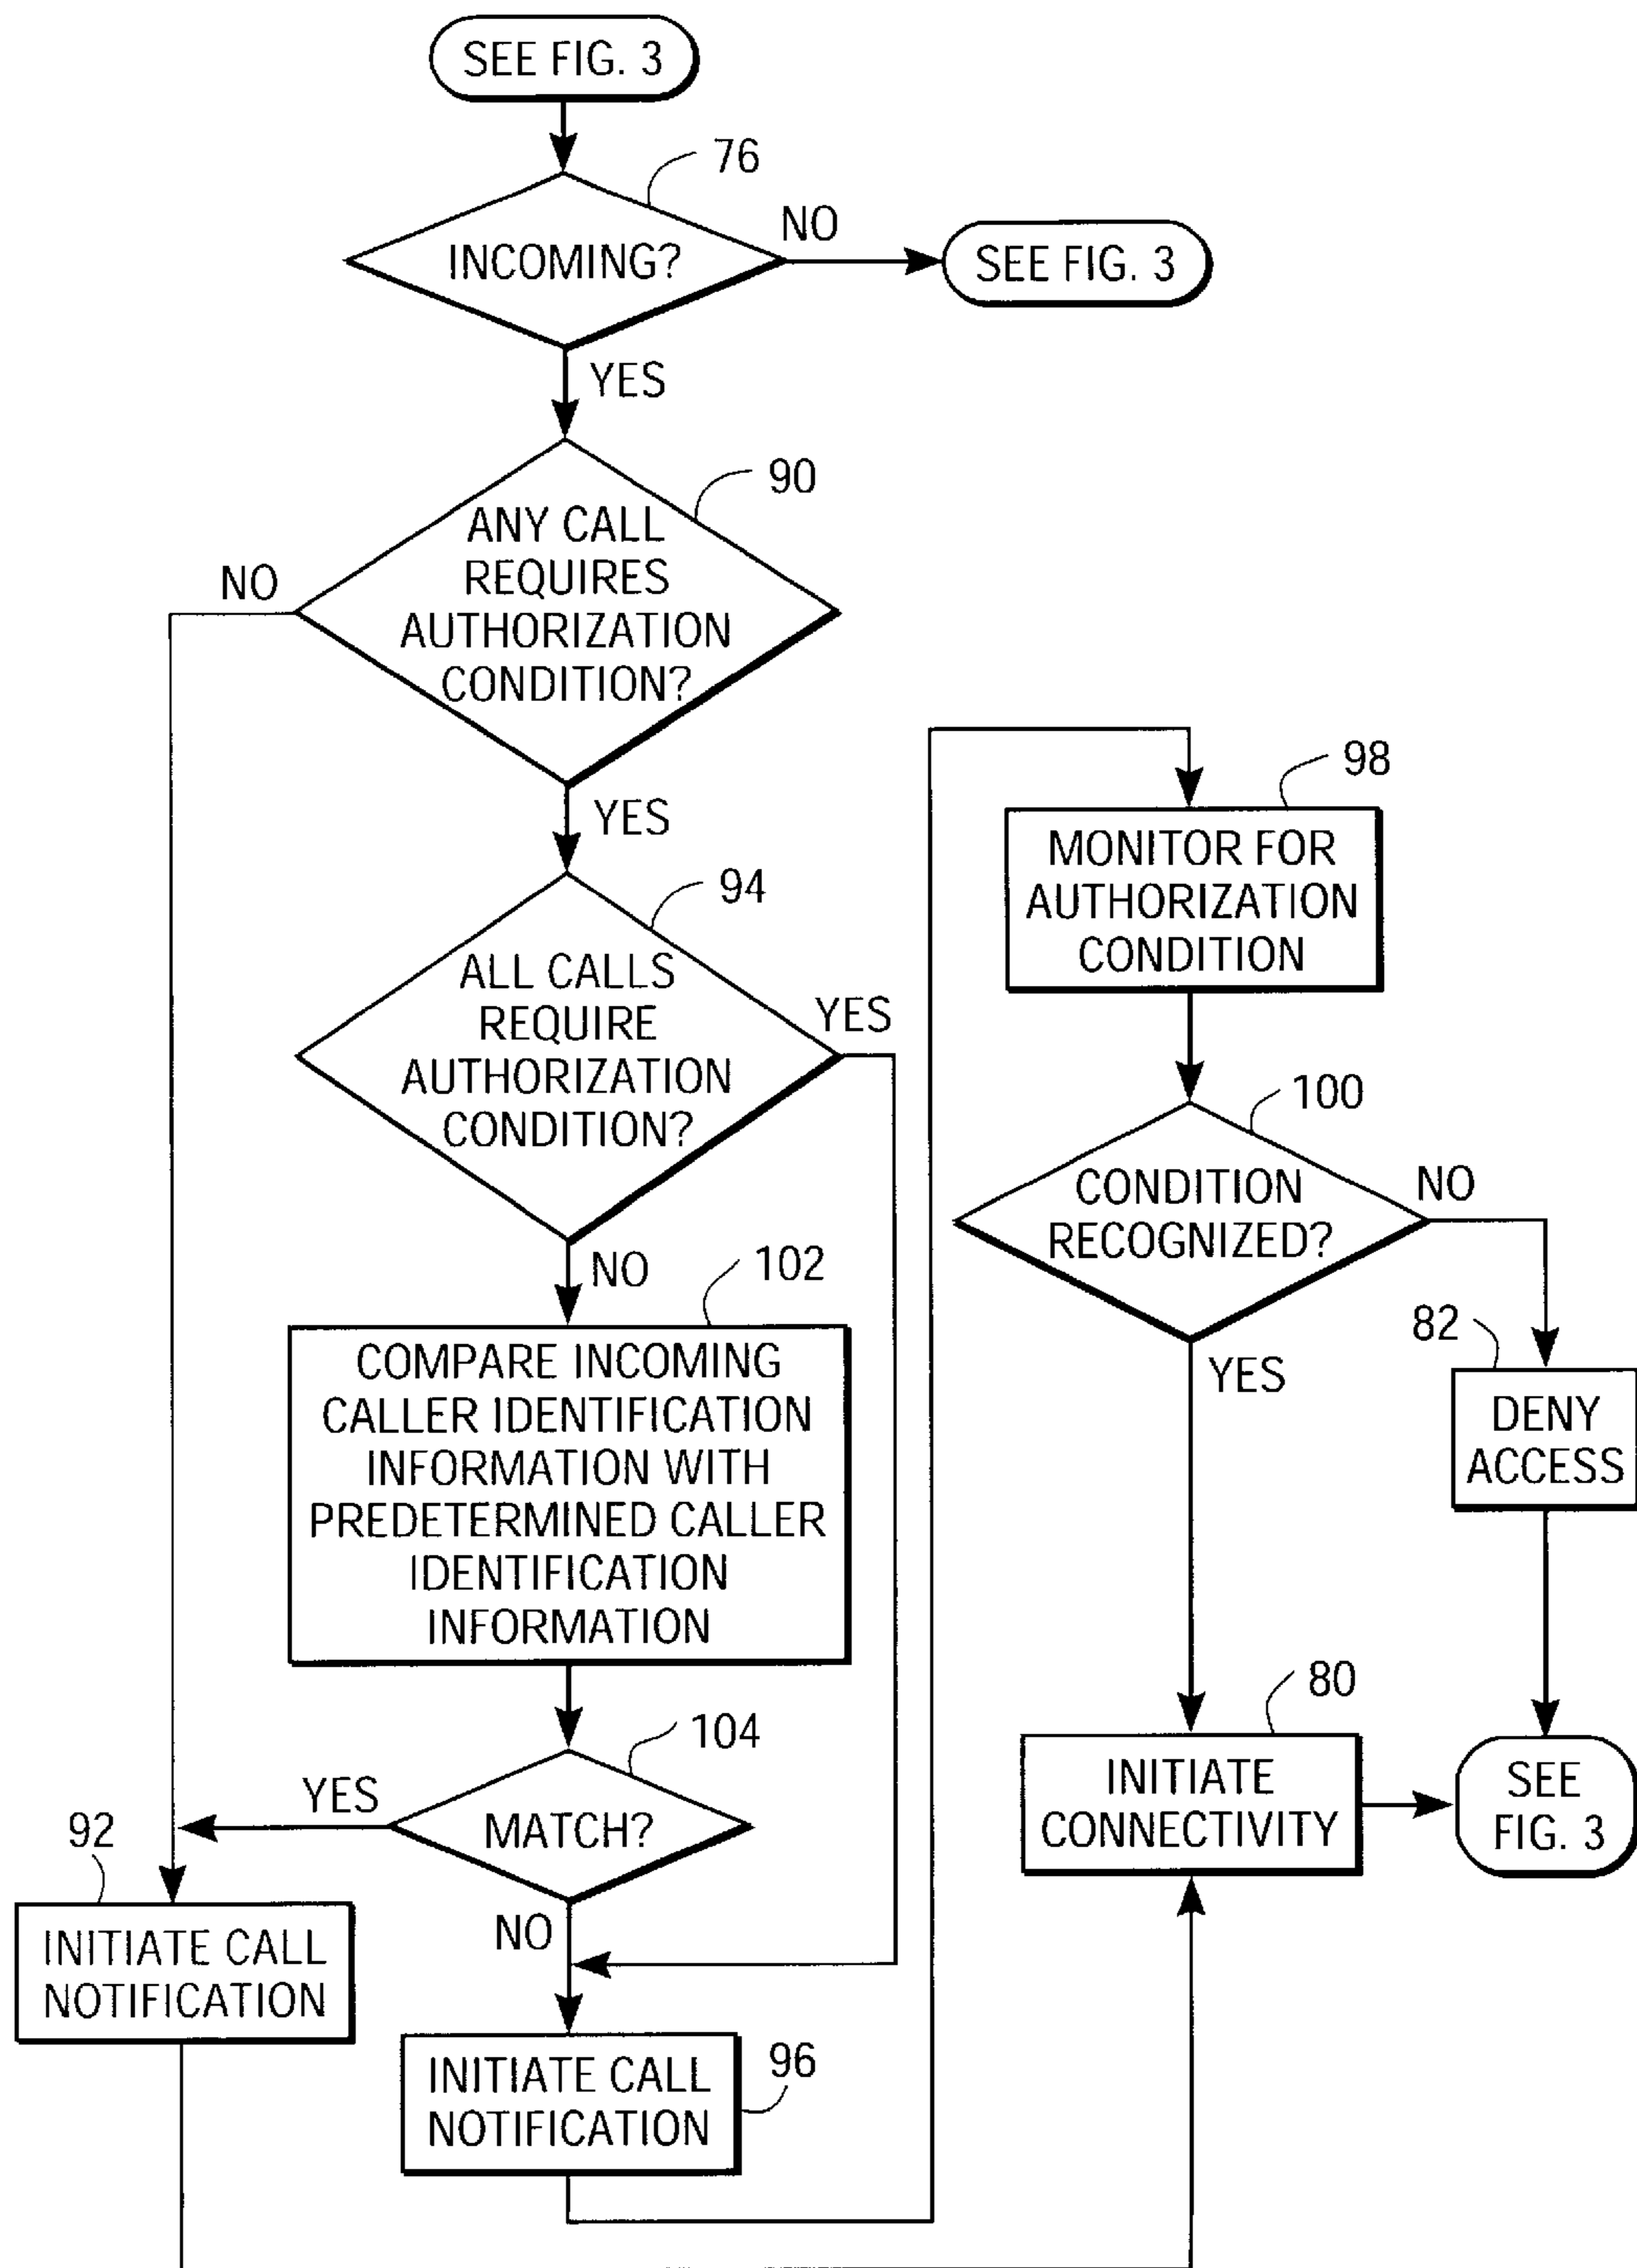 SEE FIG. 3
76
INCOMING?
NO
SEE FIG. 3
YES
90
ANY CALL
REQUIRES
AUTHORIZATION
CONDITION?
NO
YES
94
ALL CALLS
REQUIRE
AUTHORIZATION
CONDITION?
YES
NO
102
COMPARE INCOMING
CALLER IDENTIFICATION
INFORMATION WITH
PREDETERMINED CALLER
IDENTIFICATION
INFORMATION
104
MATCH?
YES
NO
92
INITIATE CALL
NOTIFICATION
INITIATE CALL
NOTIFICATION
96
98
MONITOR FOR
AUTHORIZATION
CONDITION
100
CONDITION
RECOGNIZED?
NO
YES
82
DENY
ACCESS
80
INITIATE
CONNECTIVITY
SEE
FIG. 3